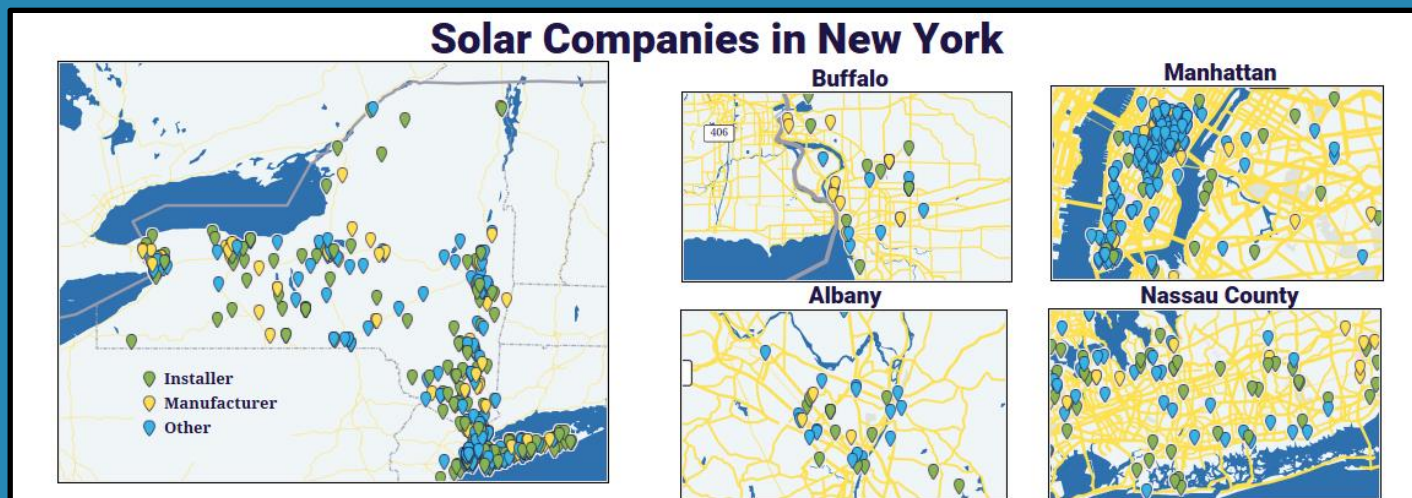 Solar Companies in New York
Installer
Manufacturer
Other
Buffalo
406
Manhattan
Albany
Nassau County